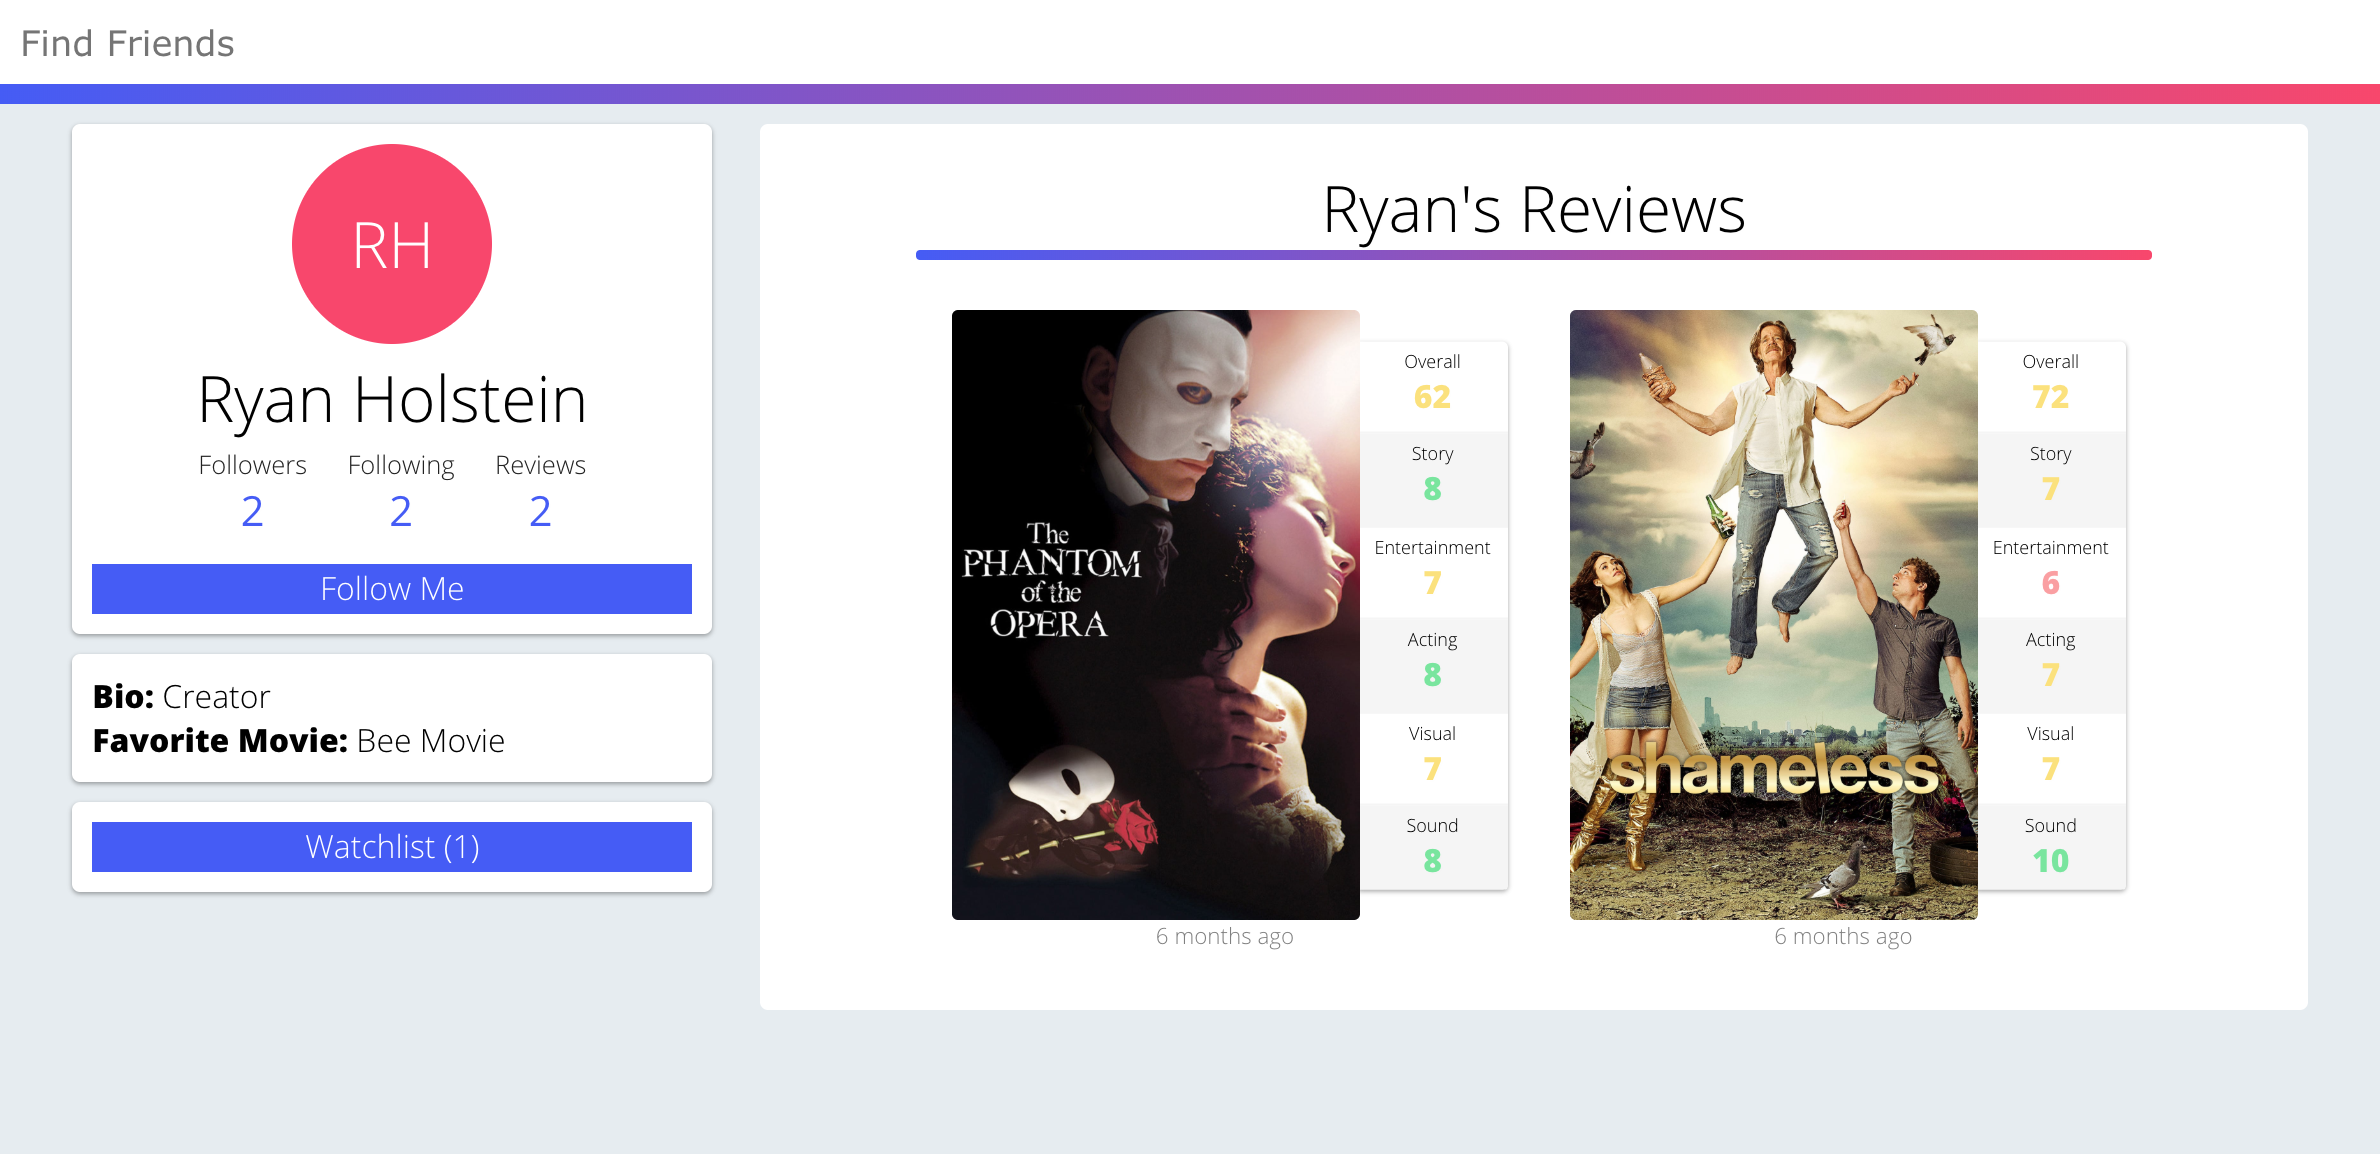 Find Friends
RH
Ryan Holstein
Followers Following Reviews
2 2 2
Follow Me
Bio: Creator
Favorite Movie: Bee Movie
Watchlist (1)
Ryan's Reviews
The
PHANTOM
of the
OPERA
Overall
62
Story
8
Entertainment
7
Acting
8
Visual
7
Sound
8
6 months ago
shameless
Overall
72
Story
7
Entertainment
6
Acting
7
Visual
7
Sound
10
6 months ago